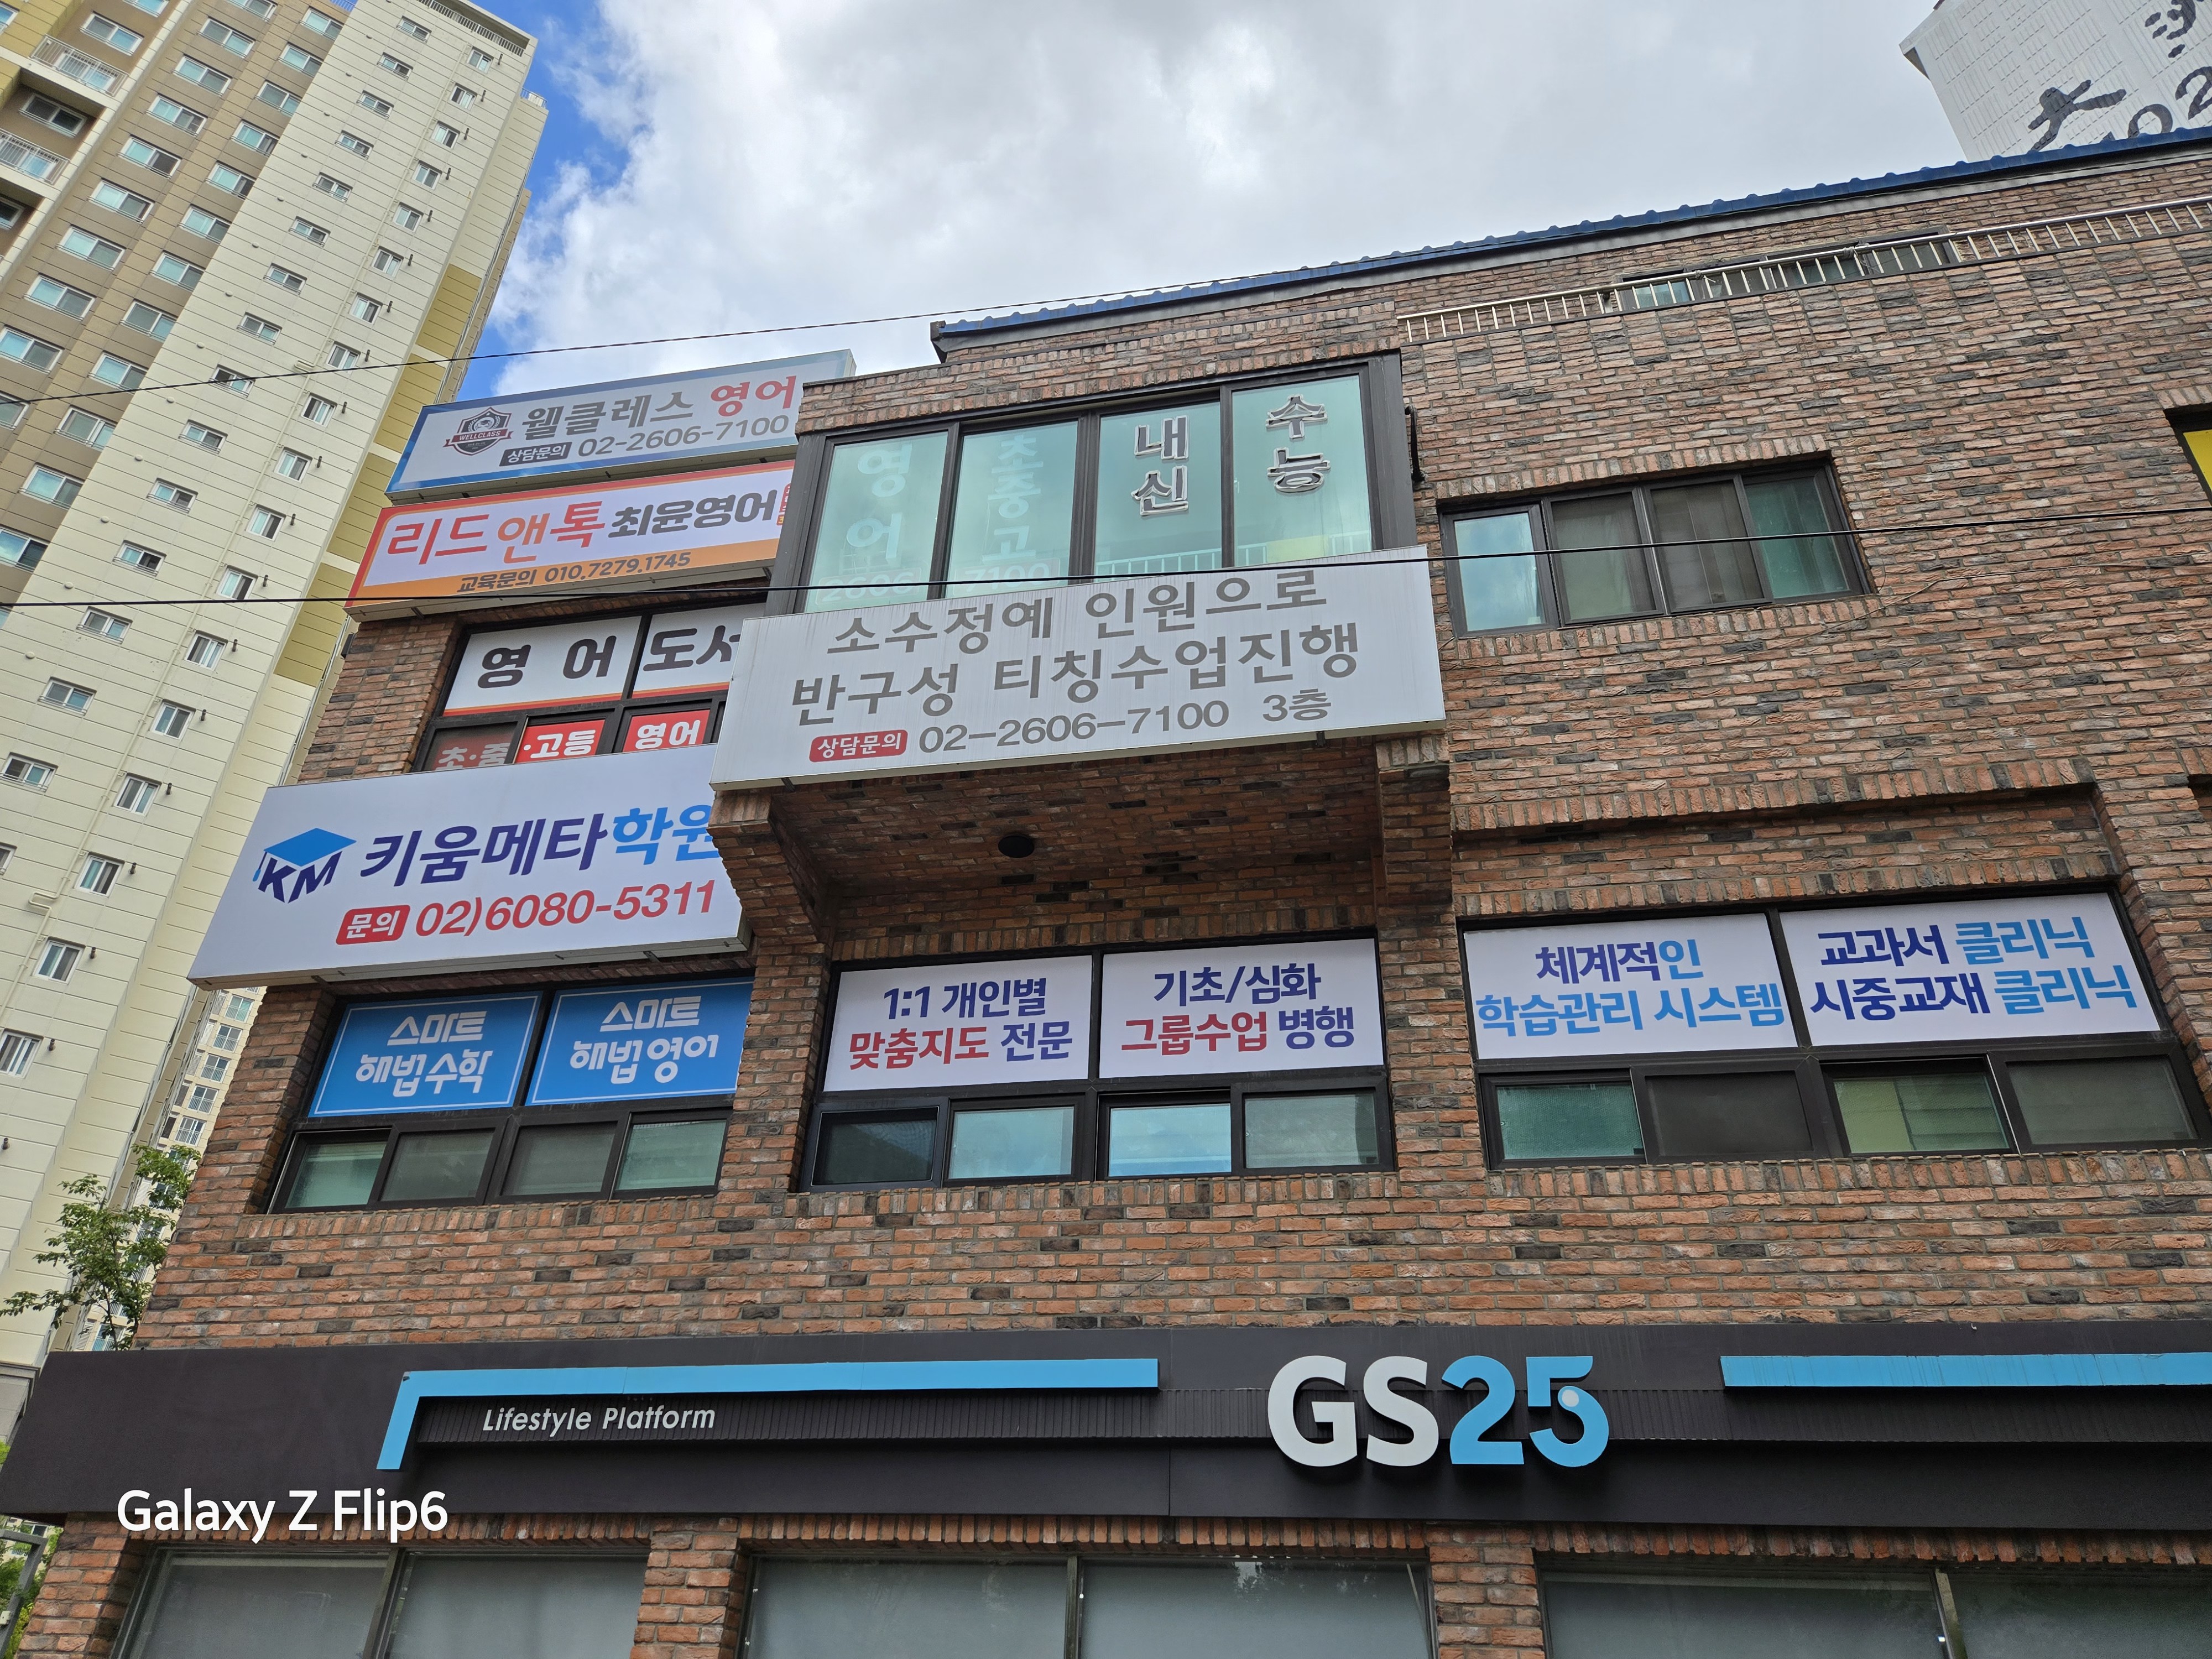 WELLCLASS
웰클레스 영어
상담문의 02-2606-7100
리드앤톡 최윤영어
교육문의 010.7279.1745
영어
초중고
내신
수능
2606 7100
소수정예 인원으로
반구성 티칭수업진행
상담문의 02-2606-7100 3층
영어 도서
초·중·고등 영어
KM 키움메타학원
문의 02)6080-5311
스마트
해법수학
스마트
해법영어
1:1 개인별
맞춤지도 전문
기초/심화
그룹수업 병행
체계적인
학습관리 시스템
교과서 클리닉
시중교재 클리닉
Lifestyle Platform
GS25
Galaxy Z Flip6